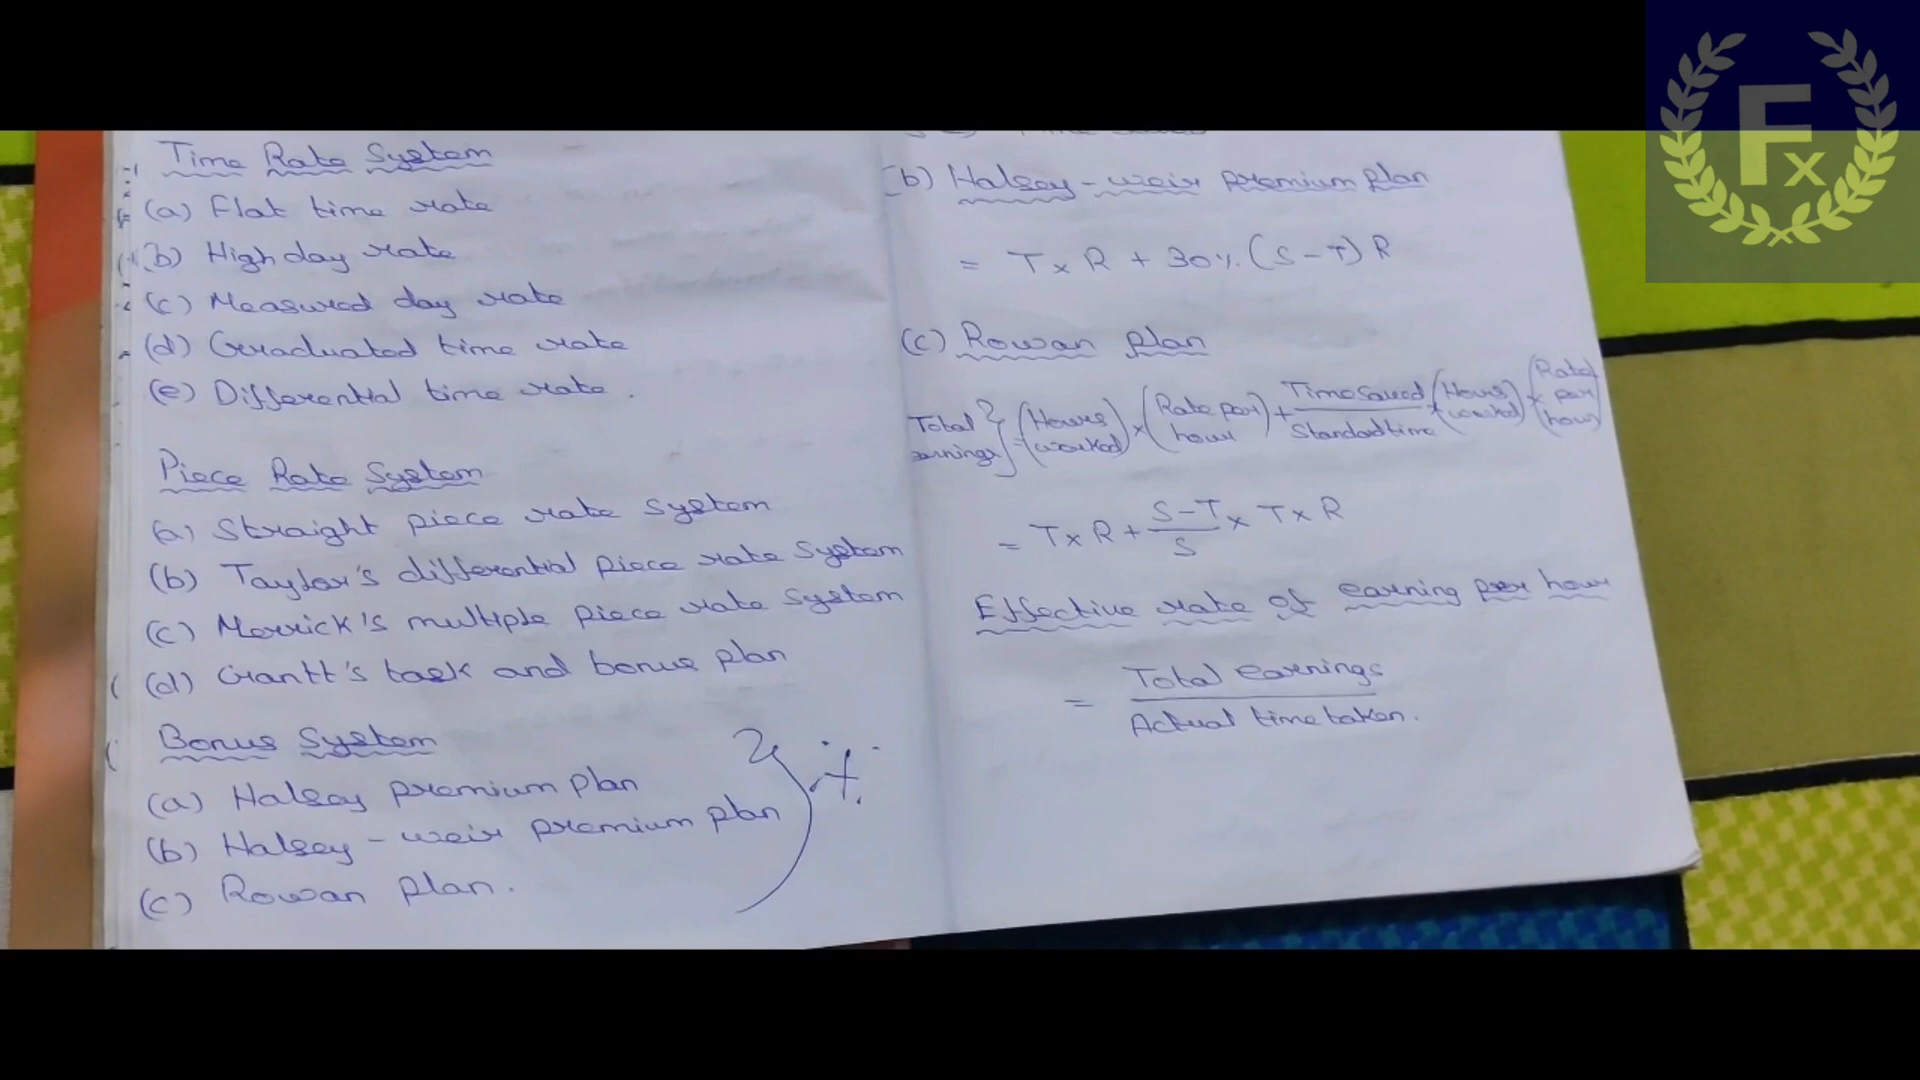 Time Rate System
(a) Flat time rate
(b) High day rate
(c) Measured day rate
(d) Graduated time rate
(e) Differential time rate.
Piece Rate System
(a) Straight piece rate system
(b) Taylor's differential piece rate system
(c) Merrick's multiple piece rate system
(d) Gantt's task and bonus plan
Bonus System
(a) Halsey premium plan
(b) Halsey - weir premium plan
(c) Rowan plan.
(b) Halsey - weir premium plan
= T x R + 30% (S - T) R
(c) Rowan plan
Total earnings } = (Hours worked) x (Rate per hour) + Time saved / Standard time x (Hours worked) x (Rate per hour)
= T x R + S - T / S x T x R
Effective rate of earning per hour
= Total earnings / Actual time taken.
Fx